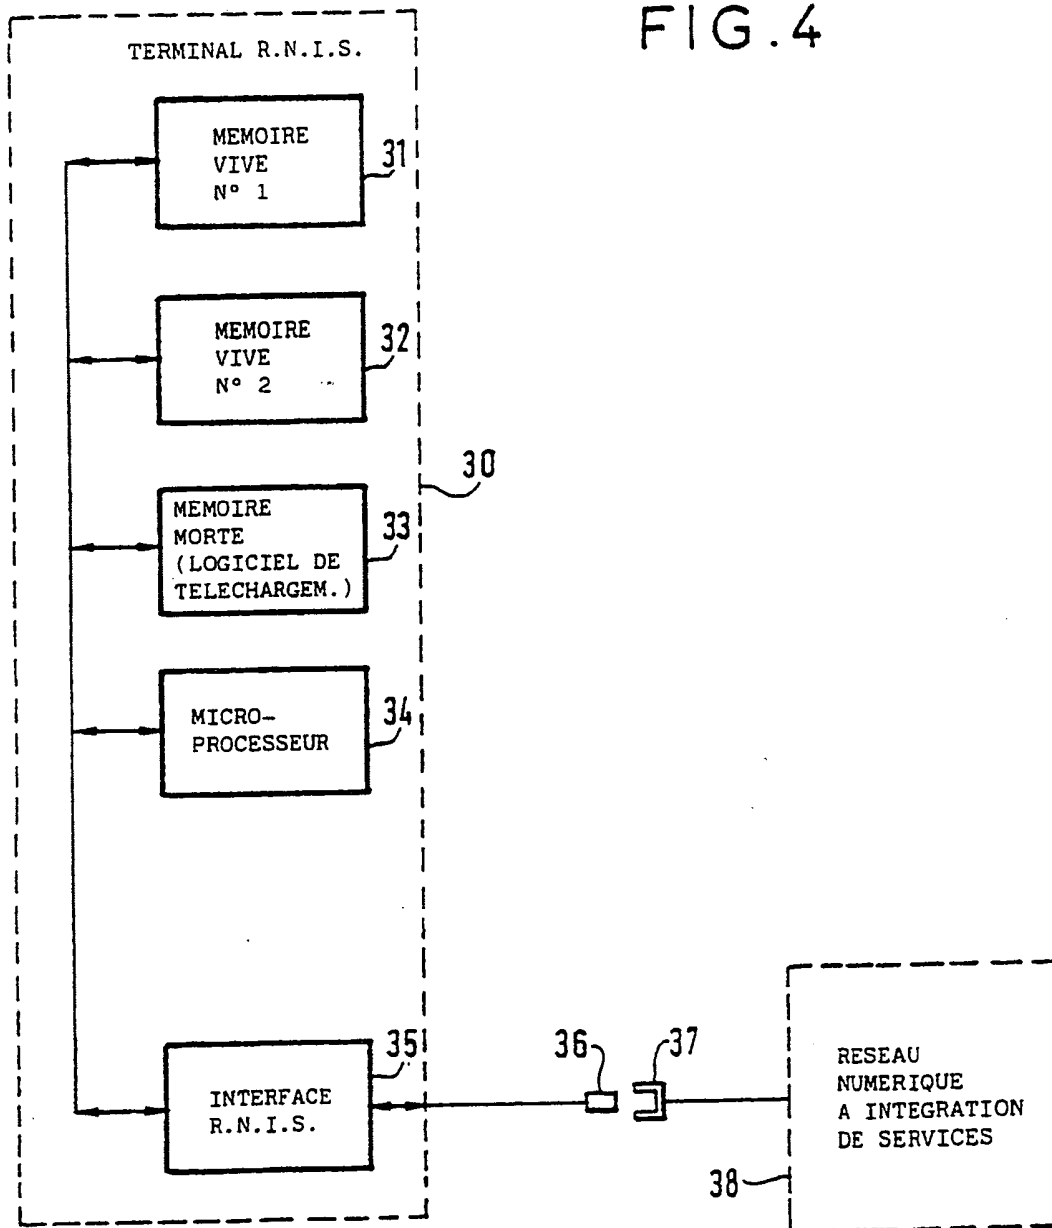 FIG.4
TERMINAL R.N.I.S.
MEMOIRE
VIVE
N° 1
31
MEMOIRE
VIVE
N° 2
32
30
MEMOIRE
MORTE
(LOGICIEL DE
TELECHARGEM.)
33
MICRO-
PROCESSEUR
34
INTERFACE
R.N.I.S.
35
36
37
RESEAU
NUMERIQUE
A INTEGRATION
DE SERVICES
38